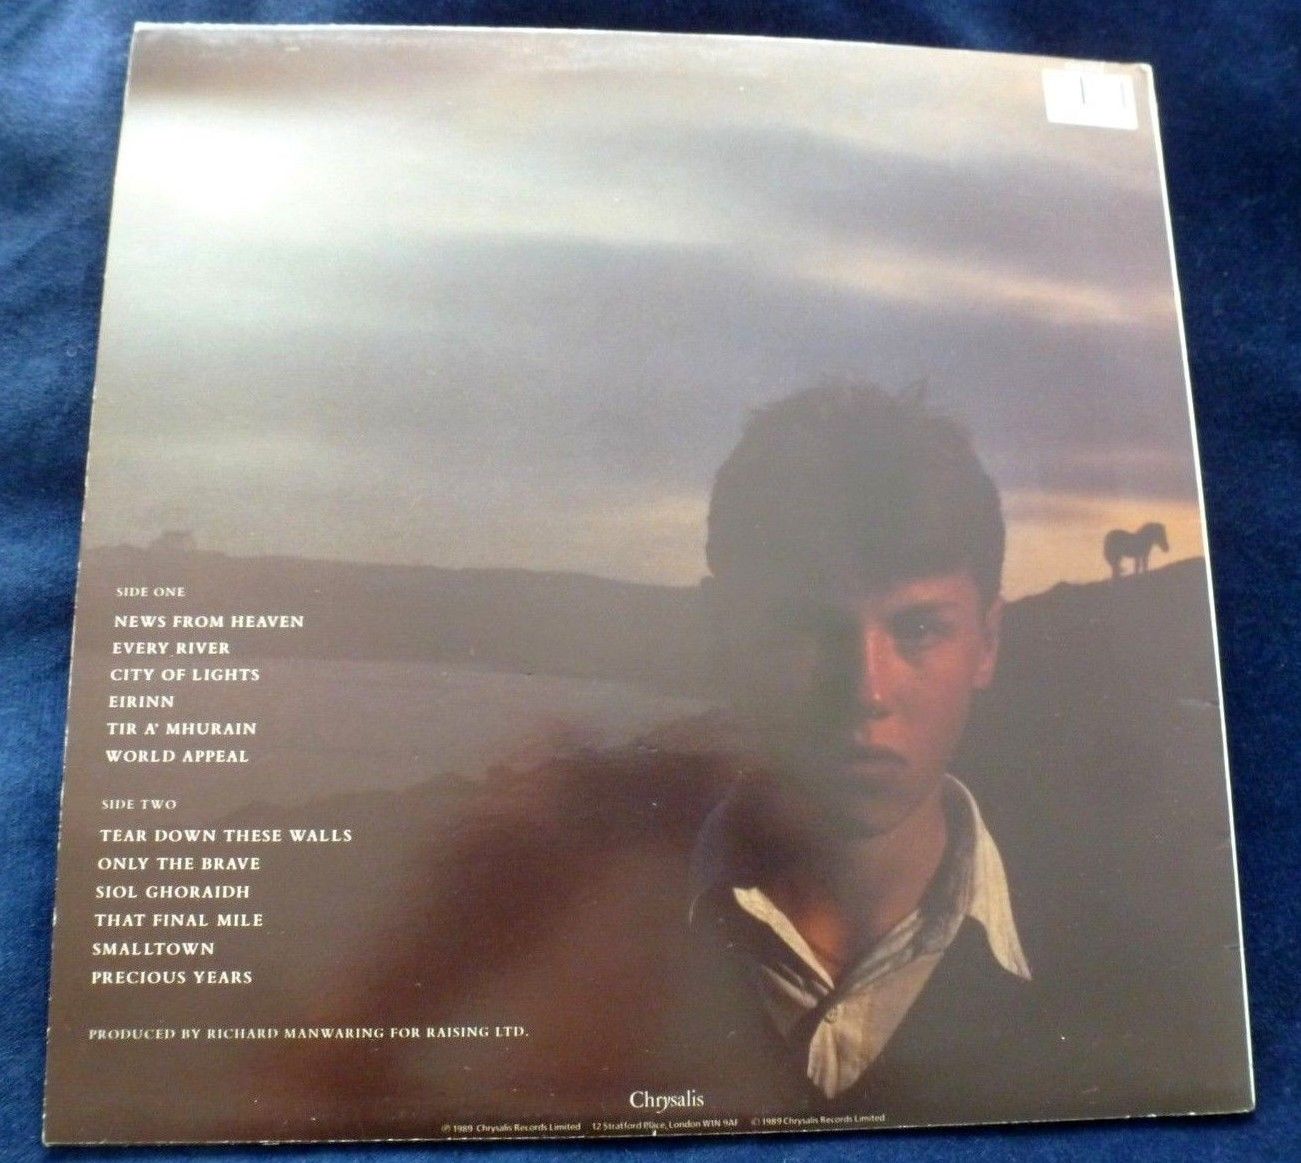 SIDE ONE
NEWS FROM HEAVEN
EVERY RIVER
CITY OF LIGHTS
EIRINN
TIR A' MHURAIN
WORLD APPEAL
SIDE TWO
TEAR DOWN THESE WALLS
ONLY THE BRAVE
SIOL GHORAIDH
THAT FINAL MILE
SMALLTOWN
PRECIOUS YEARS
PRODUCED BY RICHARD MANWARING FOR RAISING LTD.
Chrysalis
℗ 1989 Chrysalis Records Limited 12 Stratford Place, London W1N 9AF © 1989 Chrysalis Records Limited